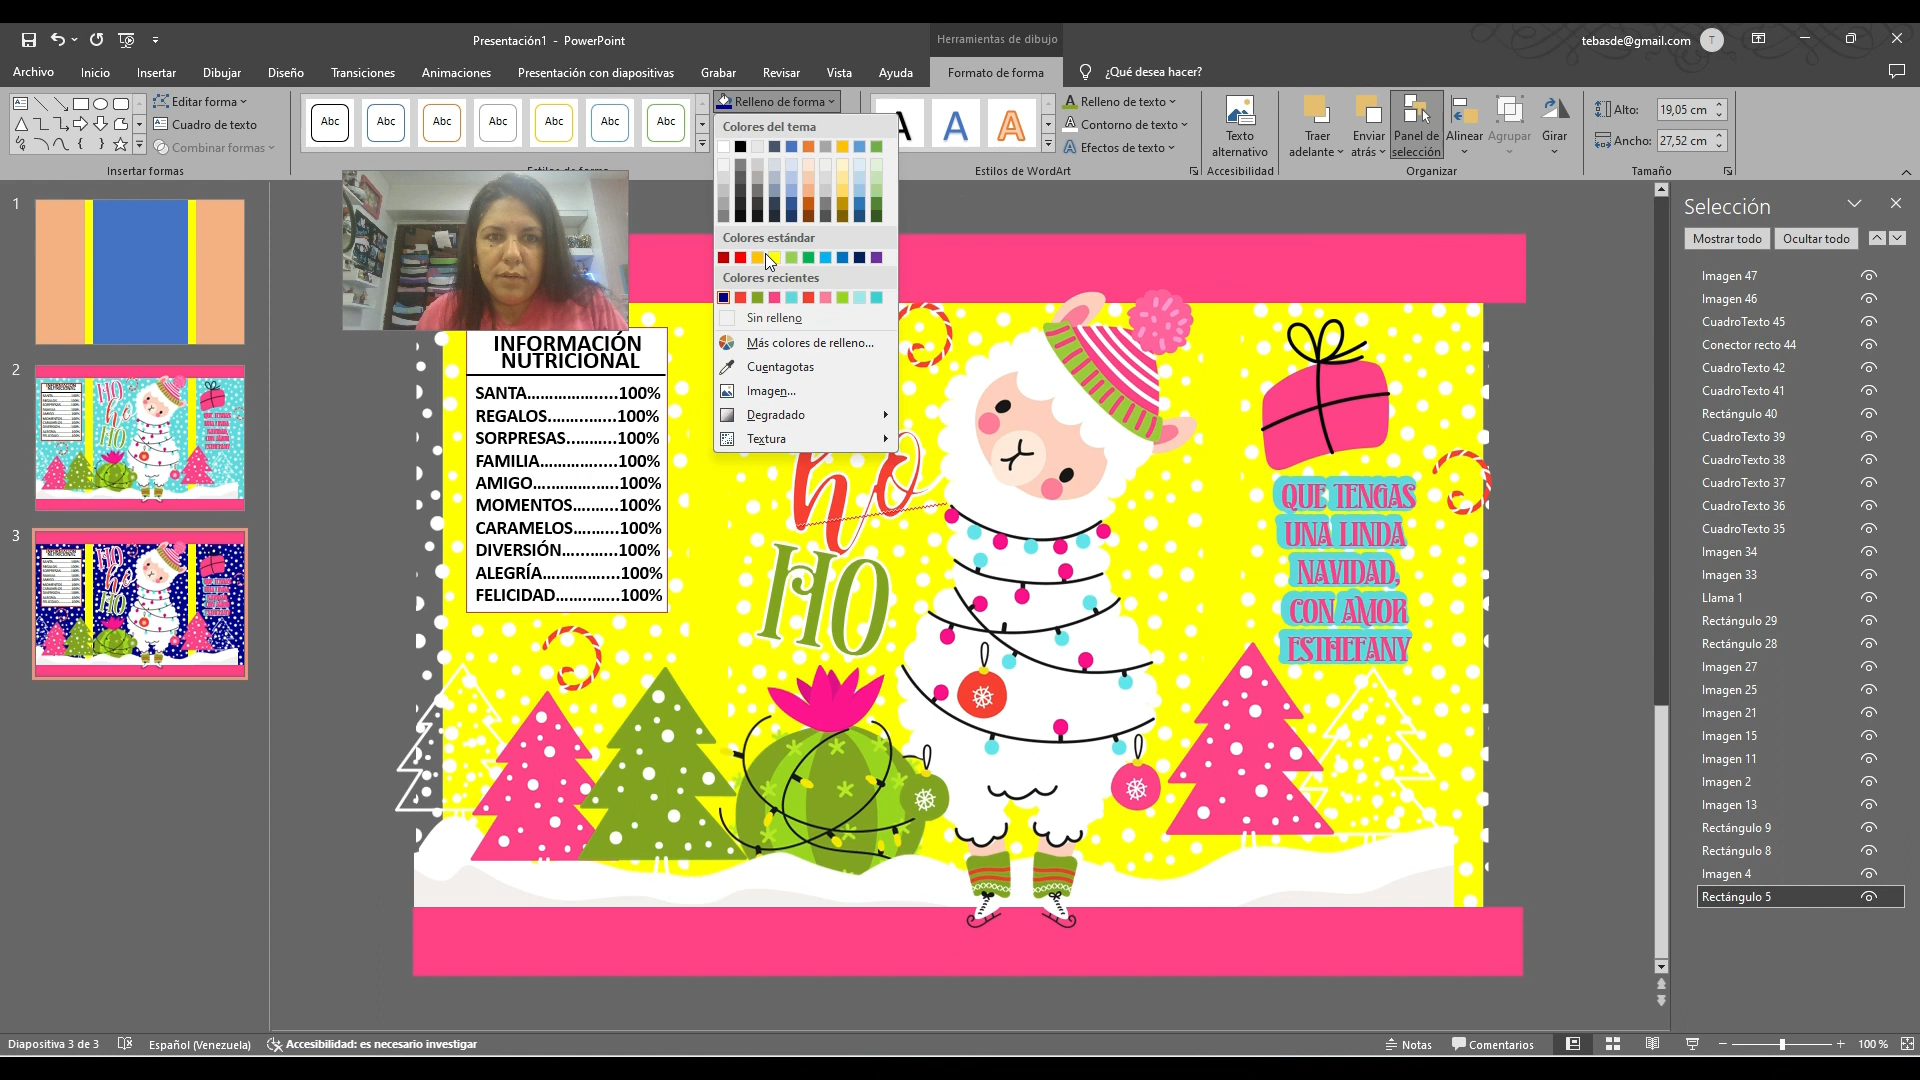 Presentación1 - PowerPoint
Herramientas de dibujo
tebasde@gmail.com
T
Archivo
Inicio
Insertar
Dibujar
Diseño
Transiciones
Animaciones
Presentación con diapositivas
Grabar
Revisar
Vista
Ayuda
Formato de forma
¿Qué desea hacer?
Editar forma
Cuadro de texto
Combinar formas
Insertar formas
Abc
Abc
Abc
Abc
Abc
Abc
Abc
Relleno de forma
A
A
A
Relleno de texto
Contorno de texto
Efectos de texto
Estilos de WordArt
Texto
alternativo
Accesibilidad
Traer
adelante
Enviar
atrás
Panel de
selección
Alinear
Agrupar
Girar
Organizar
Alto:
19,05 cm
Ancho:
27,52 cm
Tamaño
Colores del tema
Colores estándar
Colores recientes
Sin relleno
Más colores de relleno...
Cuentagotas
Imagen...
Degradado
Textura
1
2
3
INFORMACIÓN
NUTRICIONAL
SANTA....................100%
REGALOS...............100%
SORPRESAS...........100%
FAMILIA.................100%
AMIGO...................100%
MOMENTOS..........100%
CARAMELOS..........100%
DIVERSIÓN............100%
ALEGRÍA.................100%
FELICIDAD..............100%
ho
HO
QUE TENGAS
UNA LINDA
NAVIDAD,
CON AMOR
ESTHEFANY
Selección
Mostrar todo
Ocultar todo
Imagen 47
Imagen 46
CuadroTexto 45
Conector recto 44
CuadroTexto 42
CuadroTexto 41
Rectángulo 40
CuadroTexto 39
CuadroTexto 38
CuadroTexto 37
CuadroTexto 36
CuadroTexto 35
Imagen 34
Imagen 33
Llama 1
Rectángulo 29
Rectángulo 28
Imagen 27
Imagen 25
Imagen 21
Imagen 15
Imagen 11
Imagen 2
Imagen 13
Rectángulo 9
Rectángulo 8
Imagen 4
Rectángulo 5
Diapositiva 3 de 3
Español (Venezuela)
Accesibilidad: es necesario investigar
Notas
Comentarios
100 %